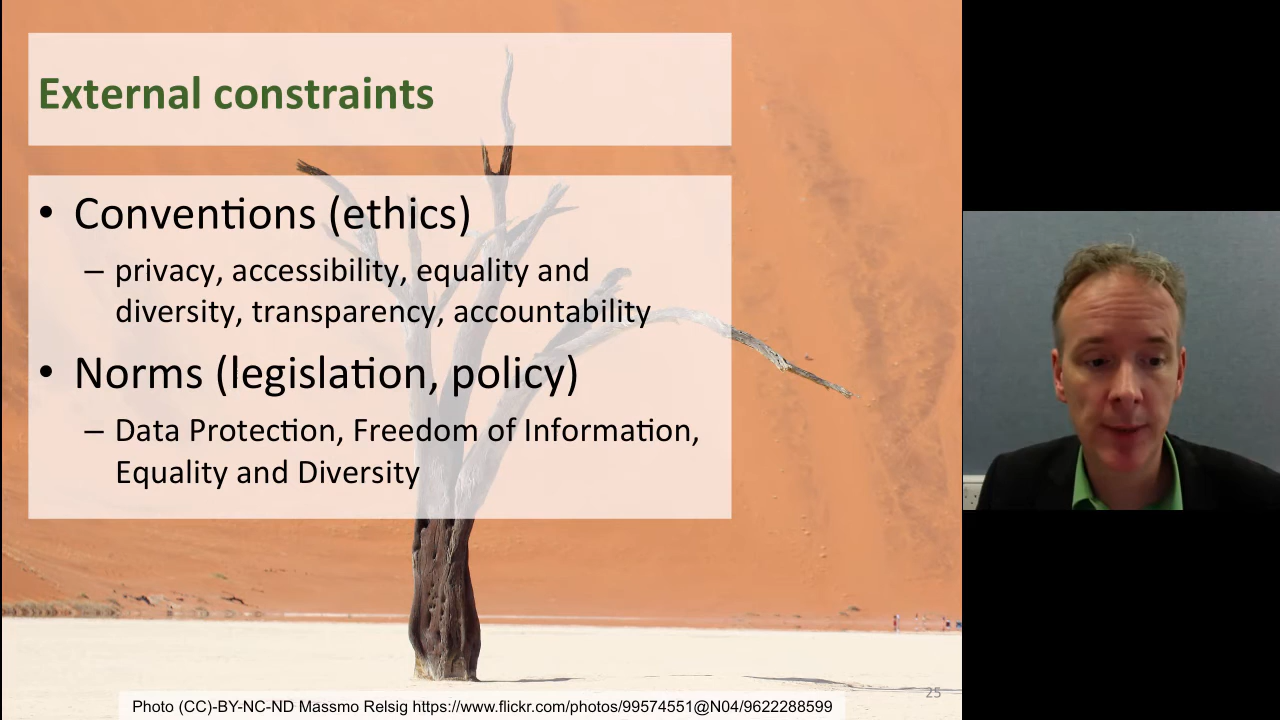 External constraints
• Conventions (ethics)
– privacy, accessibility, equality and
diversity, transparency, accountability
• Norms (legislation, policy)
– Data Protection, Freedom of Information,
Equality and Diversity
25
Photo (CC)-BY-NC-ND Massmo Relsig https://www.flickr.com/photos/99574551@N04/9622288599